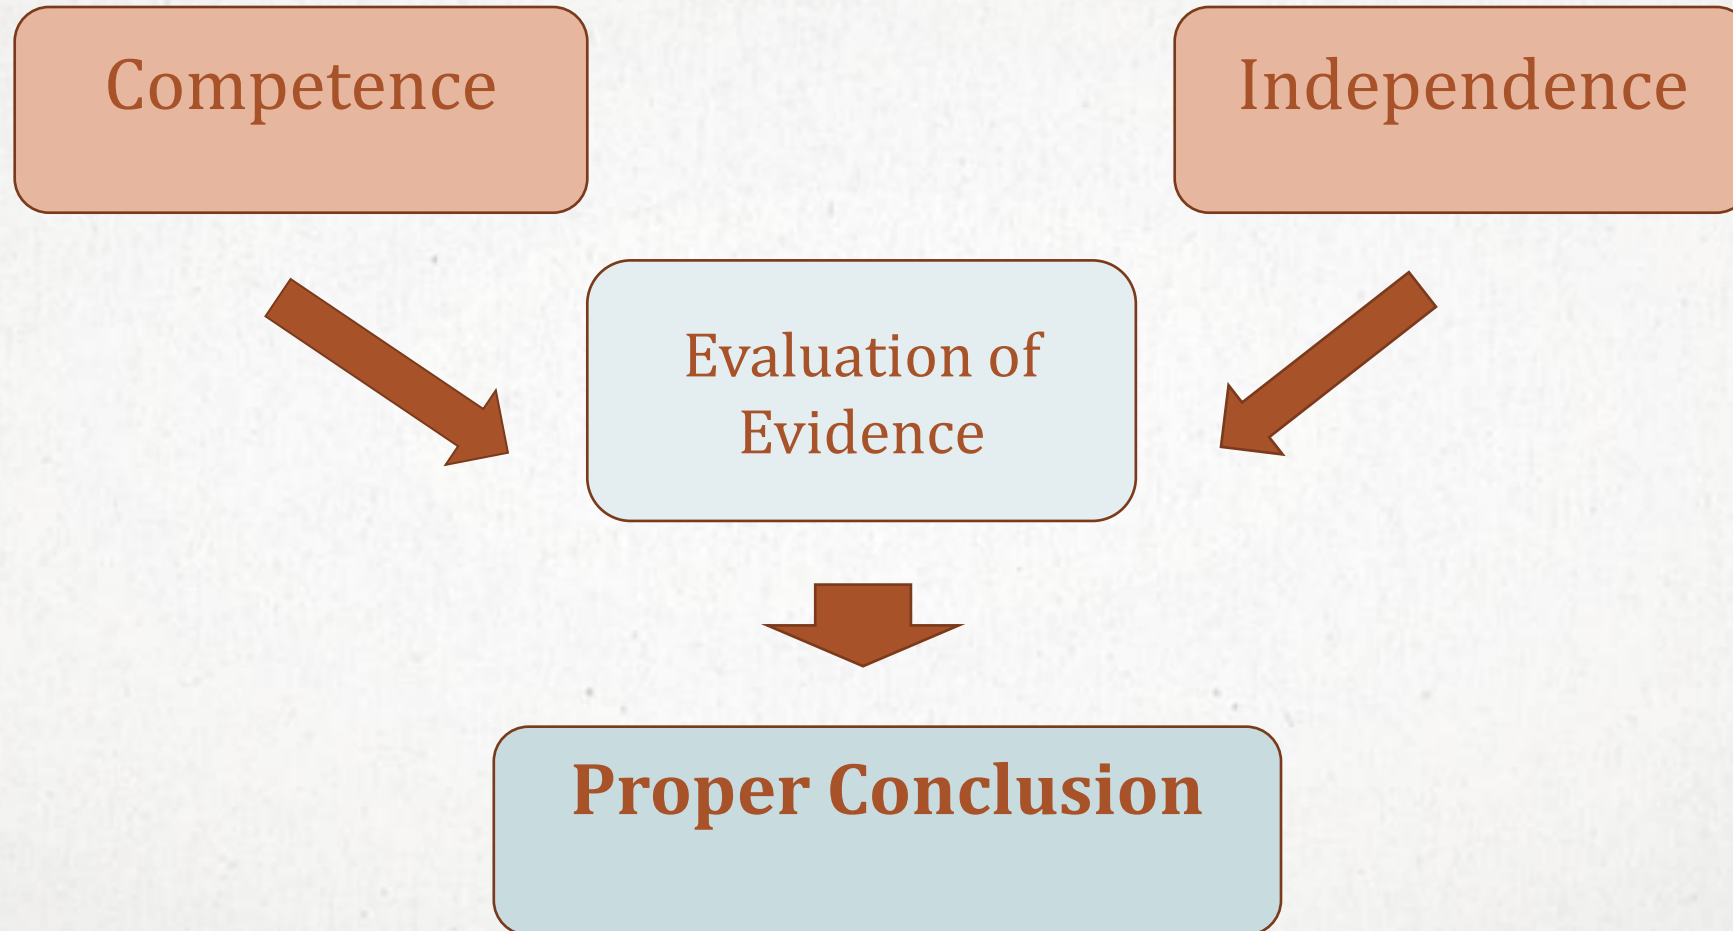 Competence
Independence
Evaluation of
Evidence
Proper Conclusion